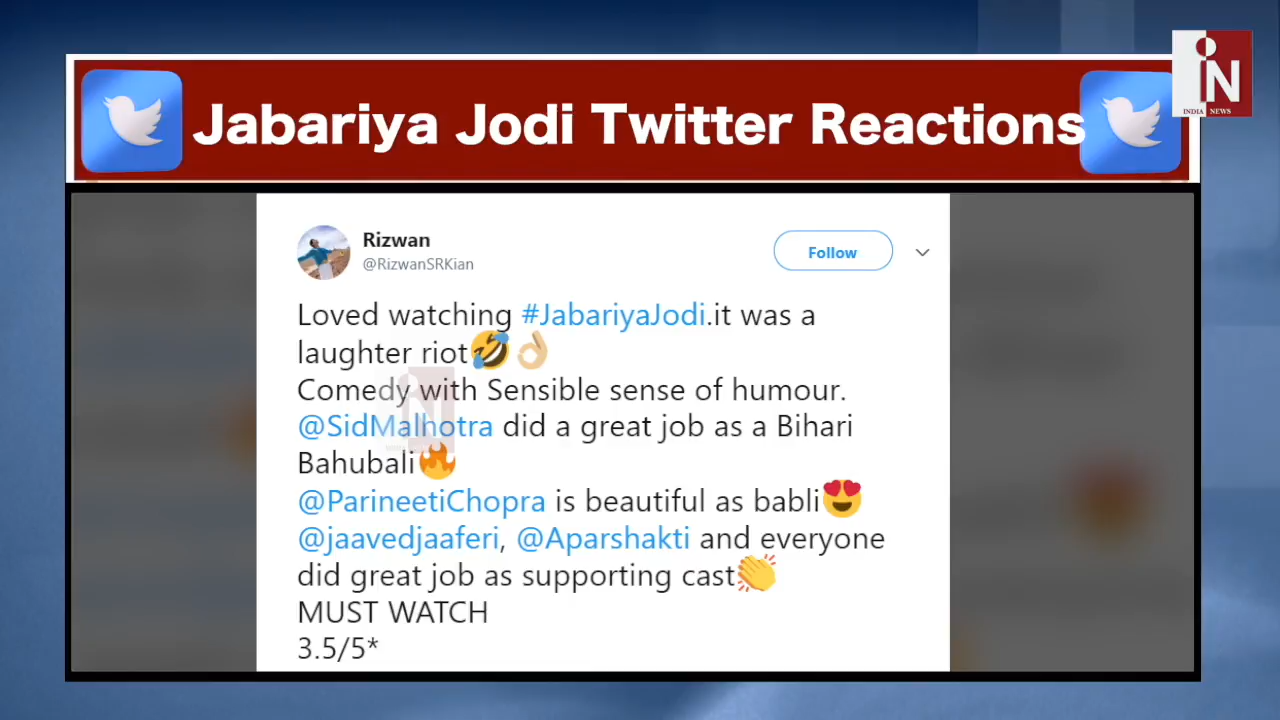 Jabariya Jodi Twitter Reactions
iN
INDIA NEWS
Rizwan
@RizwanSRKian
Follow
Loved watching #JabariyaJodi.it was a
laughter riot🤣👌🏼
Comedy with Sensible sense of humour.
@SidMalhotra did a great job as a Bihari
Bahubali🔥
@ParineetiChopra is beautiful as babli😍
@jaavedjaaferi, @Aparshakti and everyone
did great job as supporting cast👏
MUST WATCH
3.5/5*